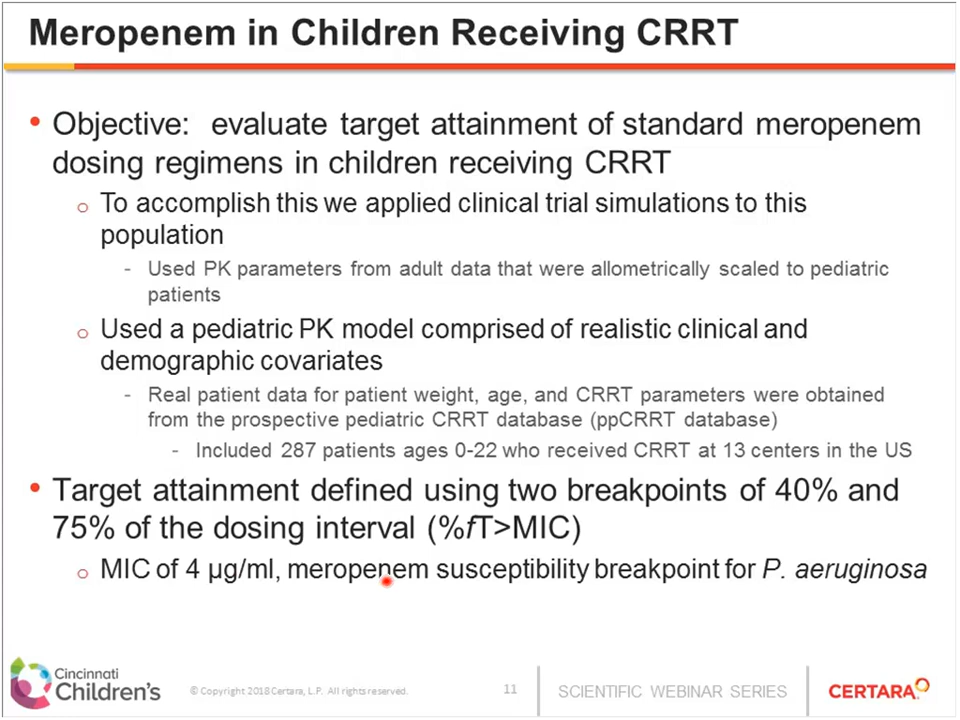 Meropenem in Children Receiving CRRT
• Objective: evaluate target attainment of standard meropenem
dosing regimens in children receiving CRRT
o To accomplish this we applied clinical trial simulations to this
population
- Used PK parameters from adult data that were allometrically scaled to pediatric
patients
o Used a pediatric PK model comprised of realistic clinical and
demographic covariates
- Real patient data for patient weight, age, and CRRT parameters were obtained
from the prospective pediatric CRRT database (ppCRRT database)
- Included 287 patients ages 0-22 who received CRRT at 13 centers in the US
• Target attainment defined using two breakpoints of 40% and
75% of the dosing interval (%fT>MIC)
o MIC of 4 µg/ml, meropenem susceptibility breakpoint for P. aeruginosa
Cincinnati
Children's
© Copyright 2018 Certara, L.P. All rights reserved.
11
SCIENTIFIC WEBINAR SERIES
CERTARA